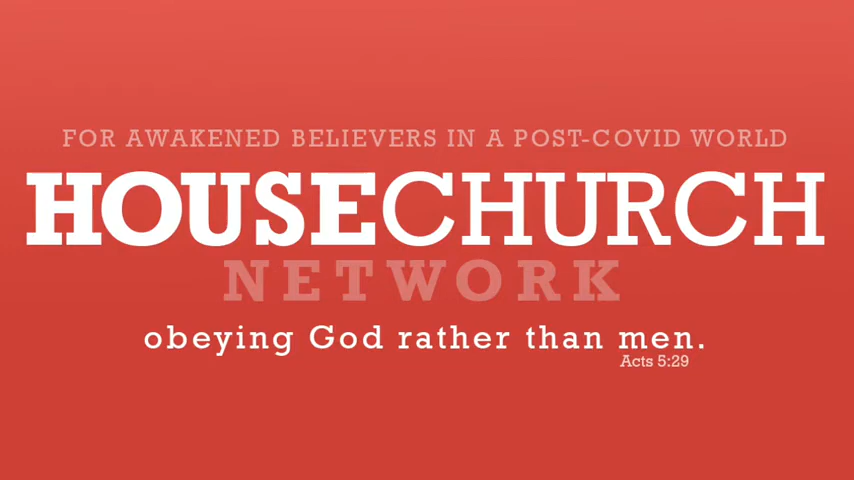 FOR AWAKENED BELIEVERS IN A POST-COVID WORLD
HOUSECHURCH
NETWORK
obeying God rather than men.
Acts 5:29